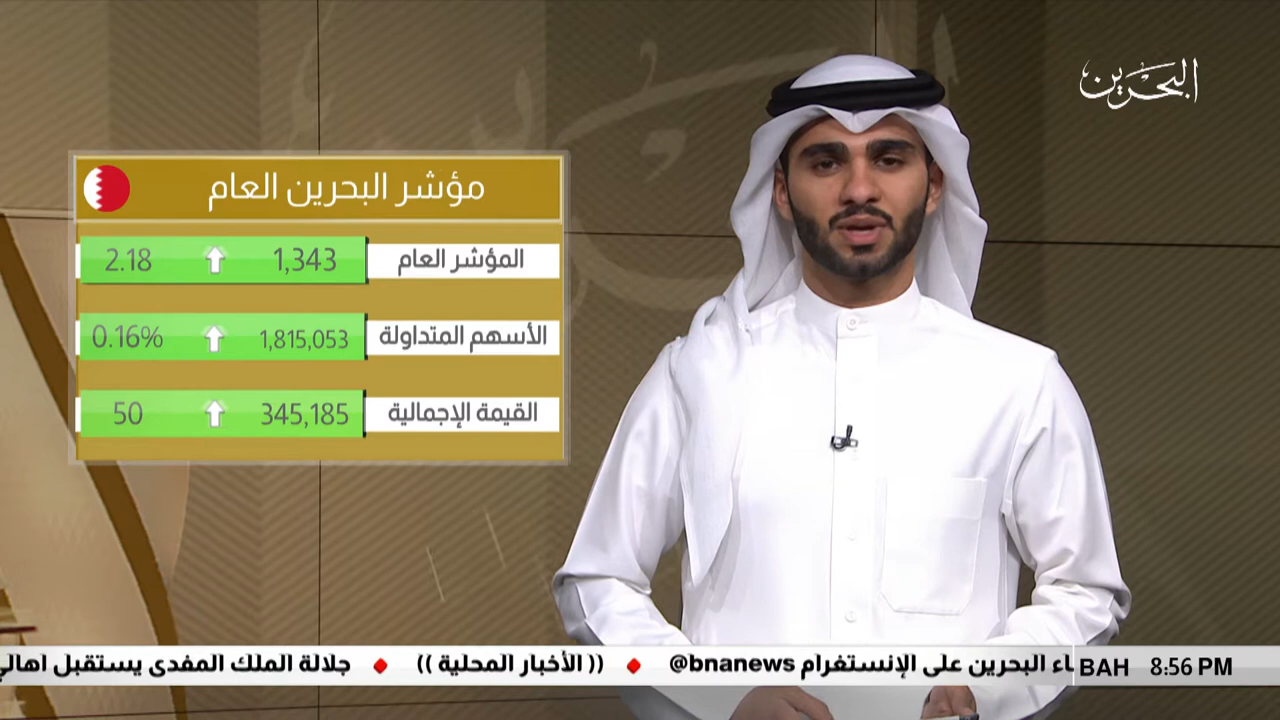 البحرين
مؤشر البحرين العام
المؤشر العام 1,343 2.18
الأسهم المتداولة 1,815,053 0.16%
القيمة الإجمالية 345,185 50
BAH 8:56 PM
البحرين على الإنستغرام @bnanews ♦ (( الأخبار المحلية )) ♦ جلالة الملك المفدى يستقبل اهالي